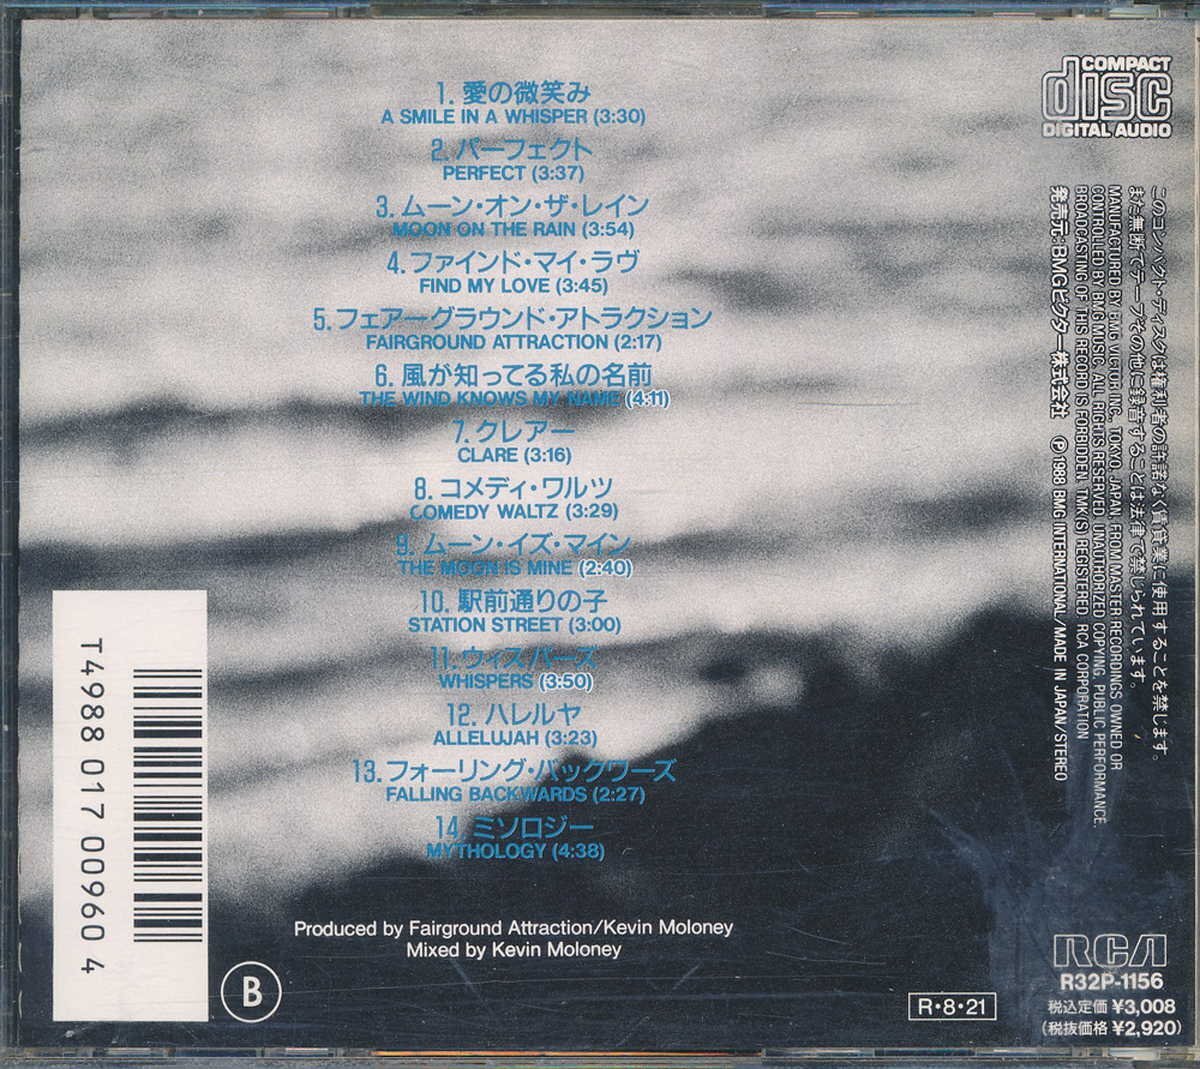 1. 愛の微笑み
A SMILE IN A WHISPER (3:30)
2. パーフェクト
PERFECT (3:37)
3. ムーン・オン・ザ・レイン
MOON ON THE RAIN (3:54)
4. ファインド・マイ・ラヴ
FIND MY LOVE (3:45)
5. フェアーグラウンド・アトラクション
FAIRGROUND ATTRACTION (2:17)
6. 風が知ってる私の名前
THE WIND KNOWS MY NAME (4:11)
7. クレアー
CLARE (3:16)
8. コメディ・ワルツ
COMEDY WALTZ (3:29)
9. ムーン・イズ・マイン
THE MOON IS MINE (2:40)
10. 駅前通りの子
STATION STREET (3:00)
11. ウィスパーズ
WHISPERS (3:50)
12. ハレルヤ
ALLELUJAH (3:23)
13. フォーリング・バックワーズ
FALLING BACKWARDS (2:27)
14. ミソロジー
MYTHOLOGY (4:38)
Produced by Fairground Attraction/Kevin Moloney
Mixed by Kevin Moloney
COMPACT
disc
DIGITAL AUDIO
このコンパクト・ディスクは権利者の許諾なく賃貸業に使用することを禁じます。
また無断でテープその他に録音することは法律で禁じられています。
MANUFACTURED BY BMG VICTOR INC., TOKYO, JAPAN, FROM MASTER RECORDINGS OWNED OR
CONTROLLED BY BMG MUSIC. ALL RIGHTS RESERVED. UNAUTHORIZED COPYING, PUBLIC PERFORMANCE,
BROADCASTING OF THIS RECORD IS FORBIDDEN. TMK(S) REGISTERED. RCA CORPORATION
発売元:BMGビクター株式会社 Ⓟ 1988 BMG INTERNATIONAL/MADE IN JAPAN/STEREO
T4988 017 00960 4
B
R・8・21
RCA
R32P-1156
税込定価 ¥3,008
(税抜価格 ¥2,920)